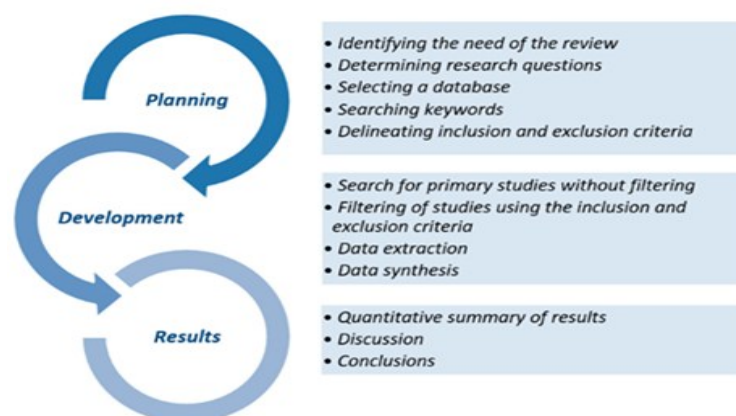 Planning
• Identifying the need of the review
• Determining research questions
• Selecting a database
• Searching keywords
• Delineating inclusion and exclusion criteria
Development
• Search for primary studies without filtering
• Filtering of studies using the inclusion and
exclusion criteria
• Data extraction
• Data synthesis
Results
• Quantitative summary of results
• Discussion
• Conclusions